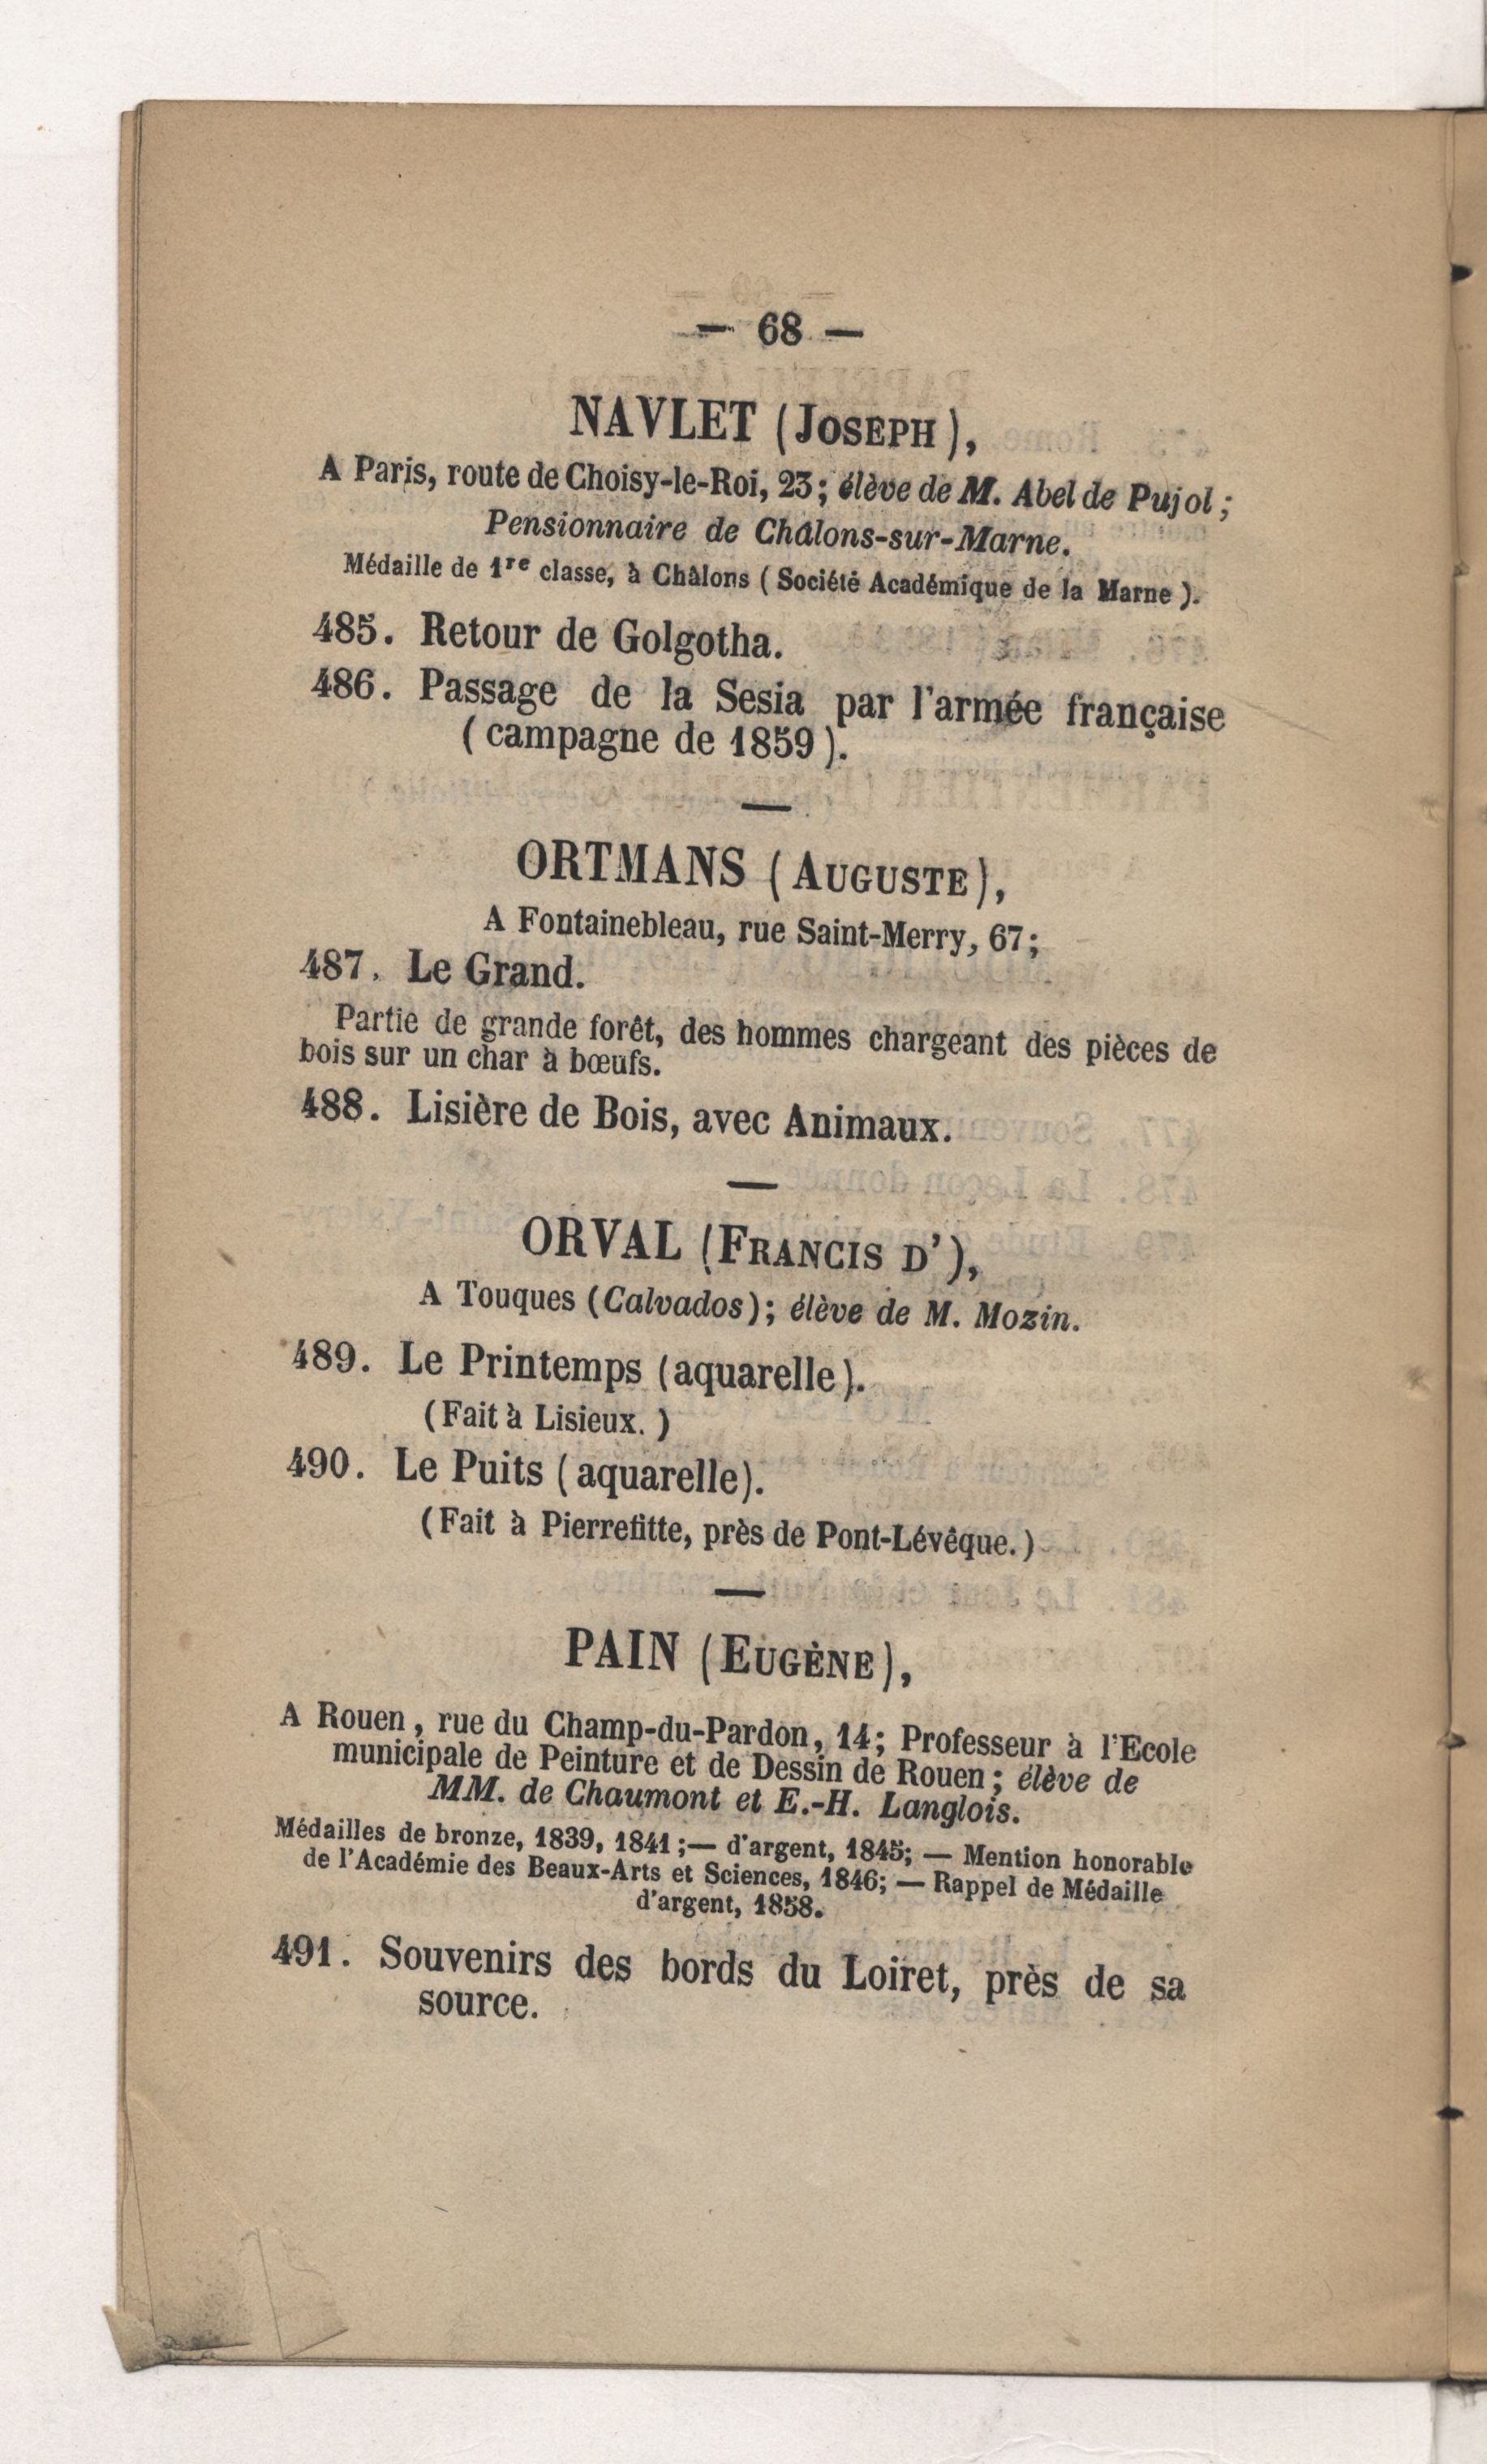 — 68 —
NAVLET (JOSEPH),
A Paris, route de Choisy-le-Roi, 23; élève de M. Abel de Pujol;
Pensionnaire de Châlons-sur-Marne.
Médaille de 1re classe, à Châlons (Société Académique de la Marne).
485. Retour de Golgotha.
486. Passage de la Sesia par l'armée française
(campagne de 1859).
—
ORTMANS (AUGUSTE),
A Fontainebleau, rue Saint-Merry, 67;
487. Le Grand.
Partie de grande forêt, des hommes chargeant des pièces de
bois sur un char à bœufs.
488. Lisière de Bois, avec Animaux.
—
ORVAL (FRANCIS D'),
A Touques (Calvados); élève de M. Mozin.
489. Le Printemps (aquarelle).
(Fait à Lisieux.)
490. Le Puits (aquarelle).
(Fait à Pierrefitte, près de Pont-Lévêque.)
—
PAIN (EUGÈNE),
A Rouen, rue du Champ-du-Pardon, 14; Professeur à l'Ecole
municipale de Peinture et de Dessin de Rouen; élève de
MM. de Chaumont et E.-H. Langlois.
Médailles de bronze, 1839, 1841;— d'argent, 1845; — Mention honorable
de l'Académie des Beaux-Arts et Sciences, 1846; — Rappel de Médaille
d'argent, 1858.
491. Souvenirs des bords du Loiret, près de sa
source.